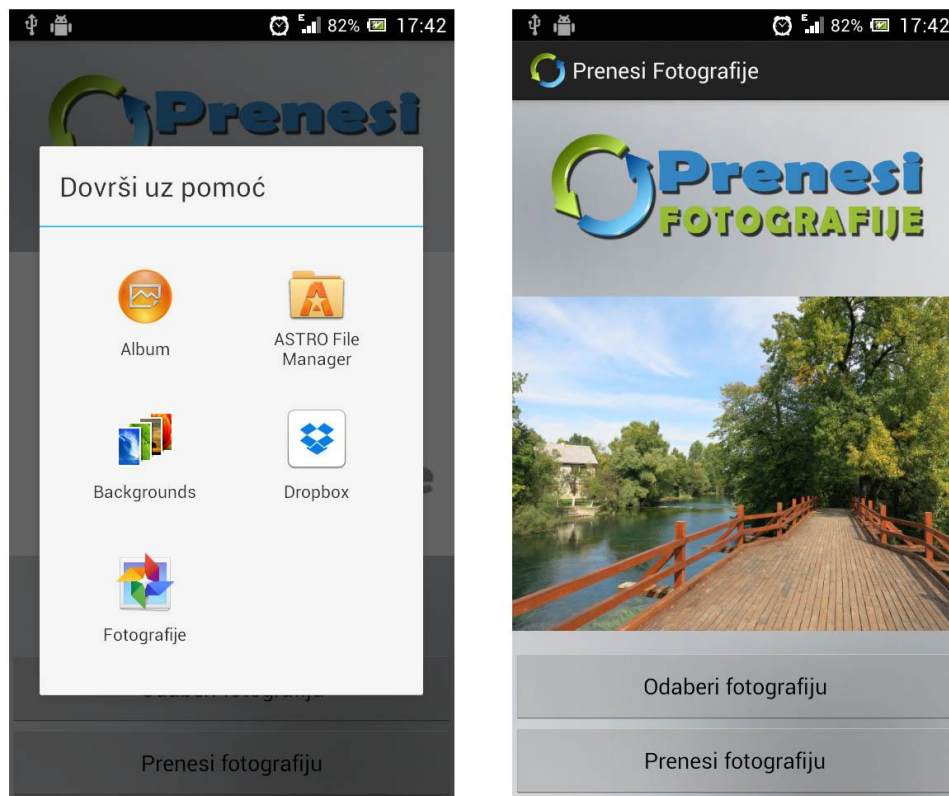 E
82% 17:42
Prenesi
Dovrši uz pomoć
Album
ASTRO File
Manager
Backgrounds
Dropbox
Fotografije
Prenesi fotografiju
E
82% 17:42
Prenesi Fotografije
Prenesi
FOTOGRAFIJE
Odaberi fotografiju
Prenesi fotografiju